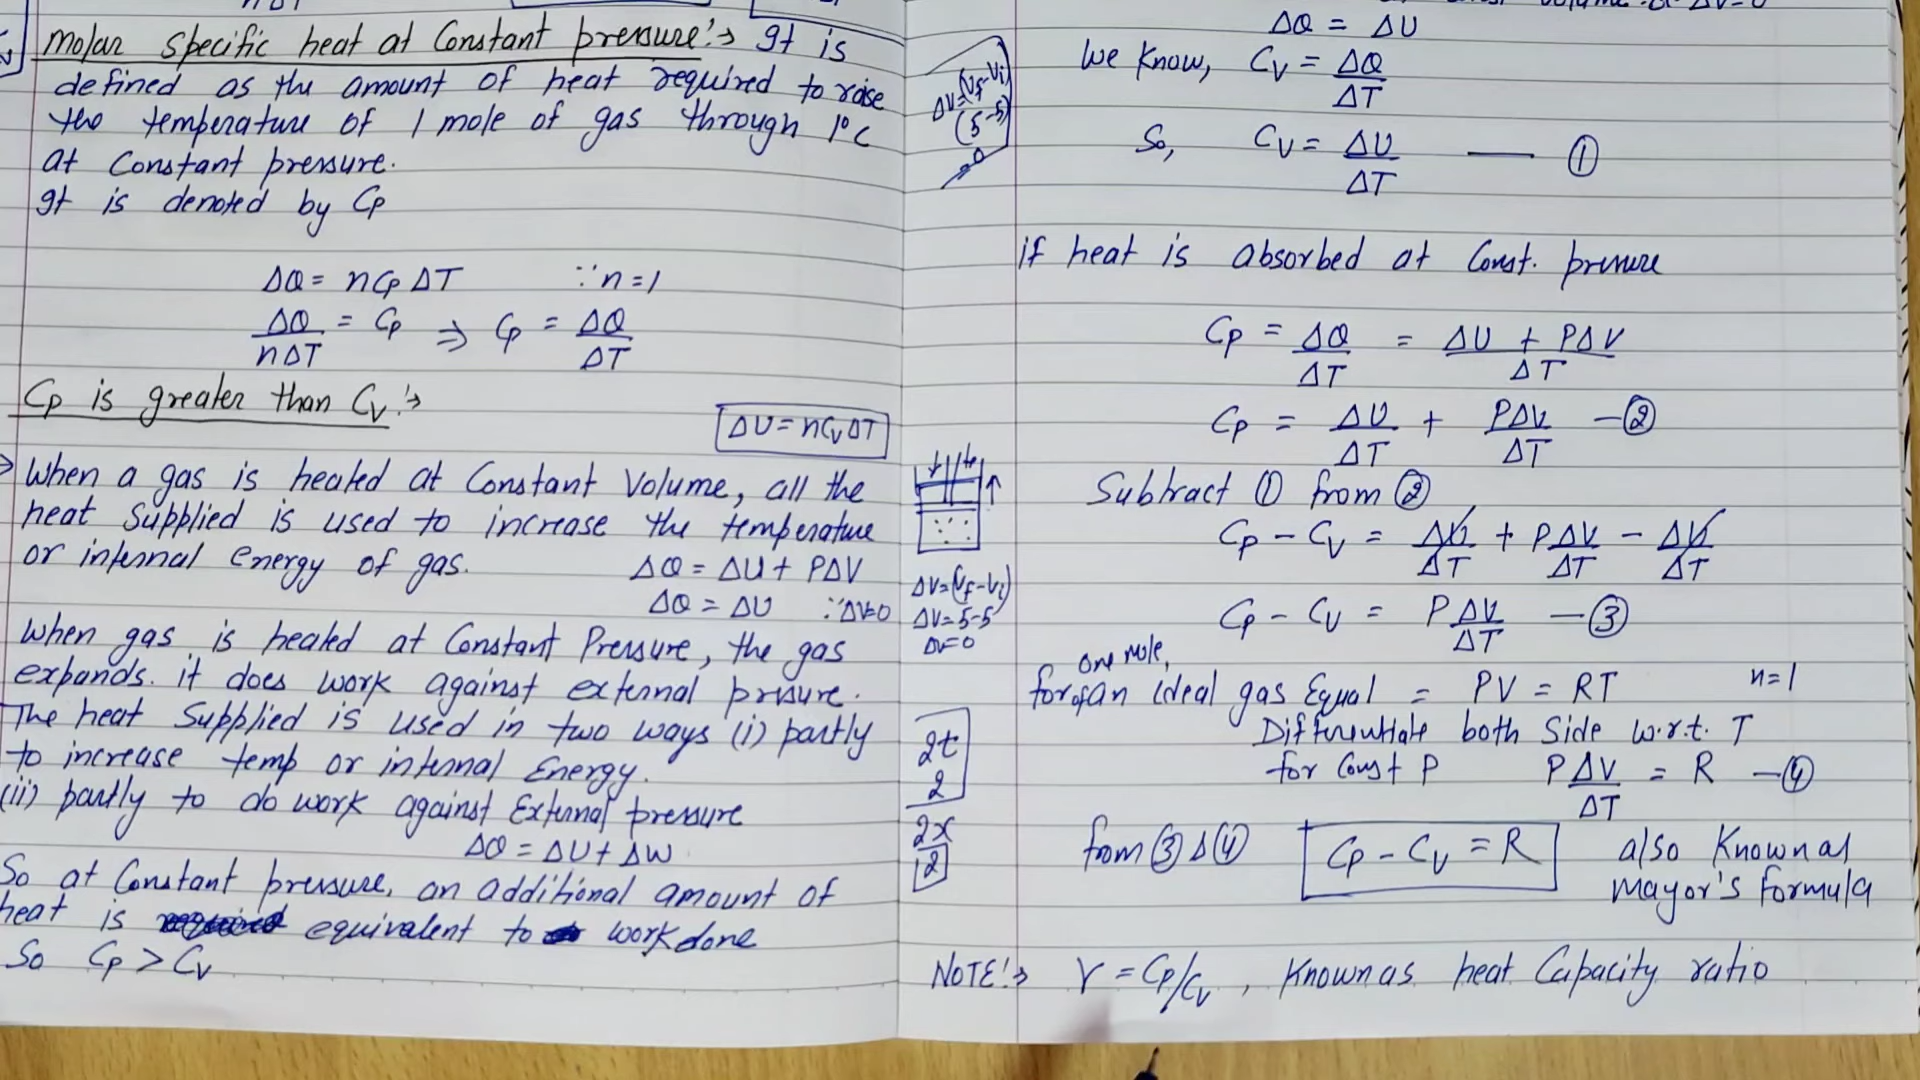 molar Specific heat at Constant pressure:→ It is
defined as the amount of heat required to raise
the temperature of 1 mole of gas through 1°C
at Constant pressure.
It is denoted by Cp
ΔQ = nCp ΔT ∵ n=1
ΔQ/nΔT = Cp ⇒ Cp = ΔQ/ΔT
Cp is greater than Cv:→
ΔU = nCvΔT
→ When a gas is heated at Constant Volume, all the
heat Supplied is used to increase the temperature
or internal energy of gas.
ΔQ = ΔU + PΔV
ΔQ = ΔU ∵ ΔV=0
When gas is heated at Constant Pressure, the gas
expands. it does work against external pressure.
The heat Supplied is used in two ways (i) partly
to increase temp or internal Energy.
(ii) partly to do work against External pressure
ΔQ = ΔU + ΔW
So at Constant pressure, an additional amount of
heat is equivalent to work done
So Cp > Cv
ΔV=(Vf-Vi)
(5-5)
ΔV=(Vf-Vi)
ΔV=5-5
ΔV=0
2t
2
2x
2
ΔQ = ΔU
We Know, Cv = ΔQ/ΔT
So, Cv = ΔU/ΔT — ①
if heat is absorbed at Const. pressure
Cp = ΔQ/ΔT = ΔU + PΔV/ΔT
Cp = ΔU/ΔT + PΔV/ΔT — ②
Subtract ① from ②
Cp - Cv = ΔU/ΔT + PΔV/ΔT - ΔU/ΔT
Cp - Cv = PΔV/ΔT — ③
one mole,
for of an ideal gas Equal = PV = RT n=1
Differentiate both Side w.r.t. T
for Const P PΔV/ΔT = R — ④
from ③ & ④ Cp - Cv = R also Known as
mayor's formula
NOTE:→ γ = Cp/Cv, Known as heat Capacity ratio